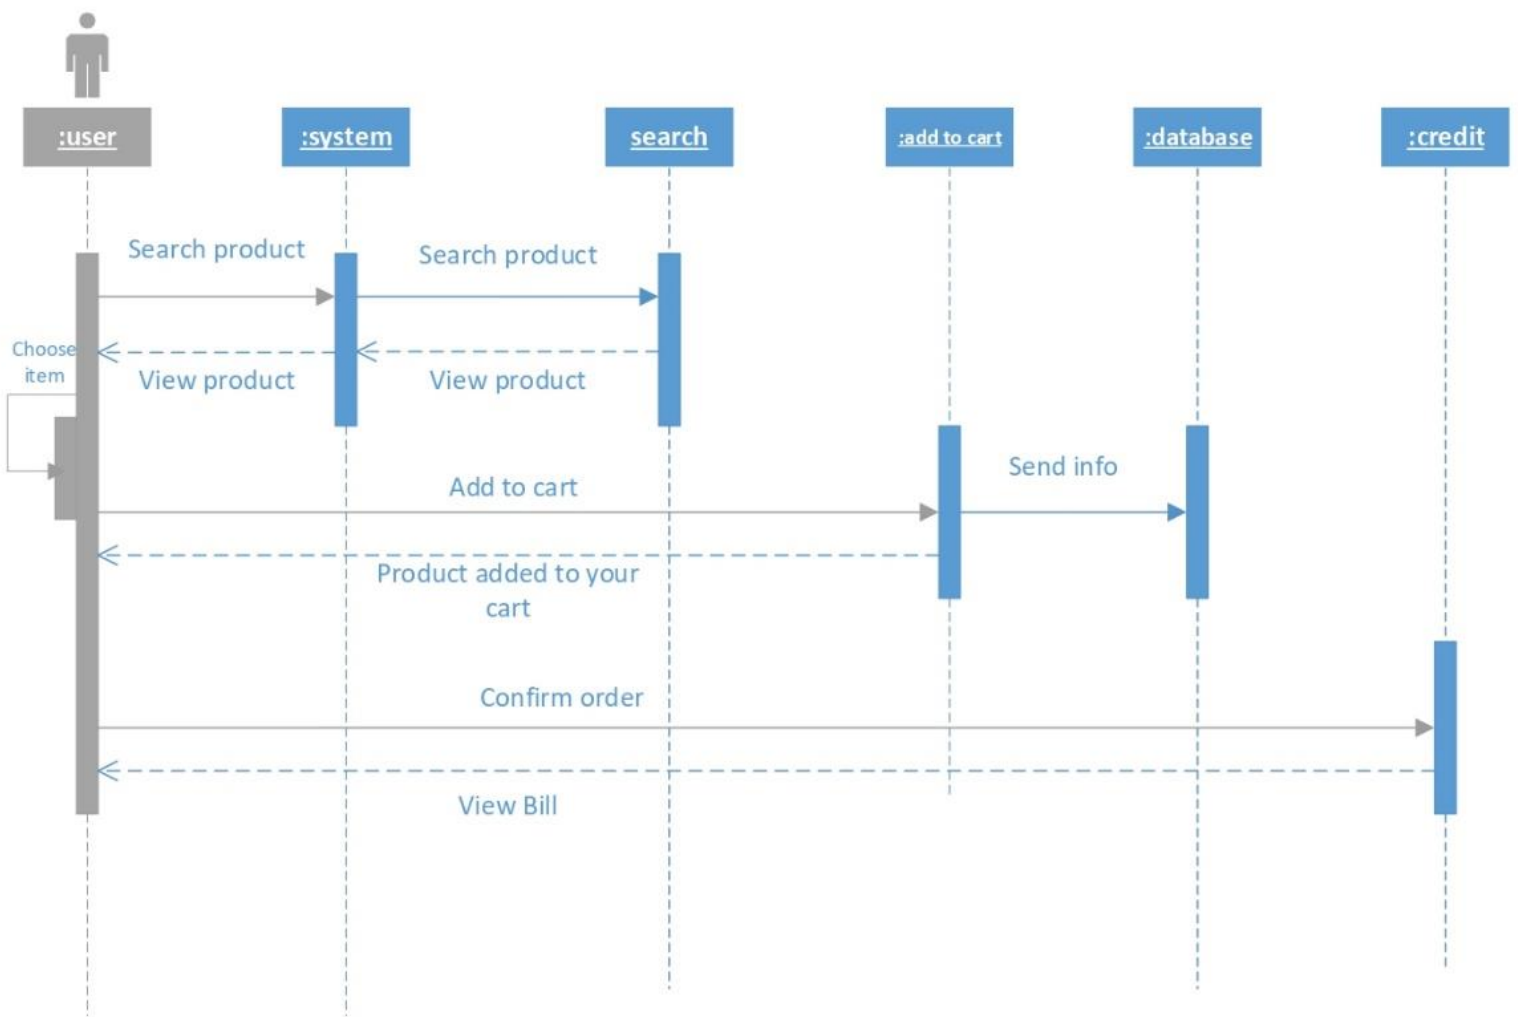 :user
:system
search
:add to cart
:database
:credit
Search product
Search product
Choose
item
View product
View product
Send info
Add to cart
Product added to your
cart
Confirm order
View Bill